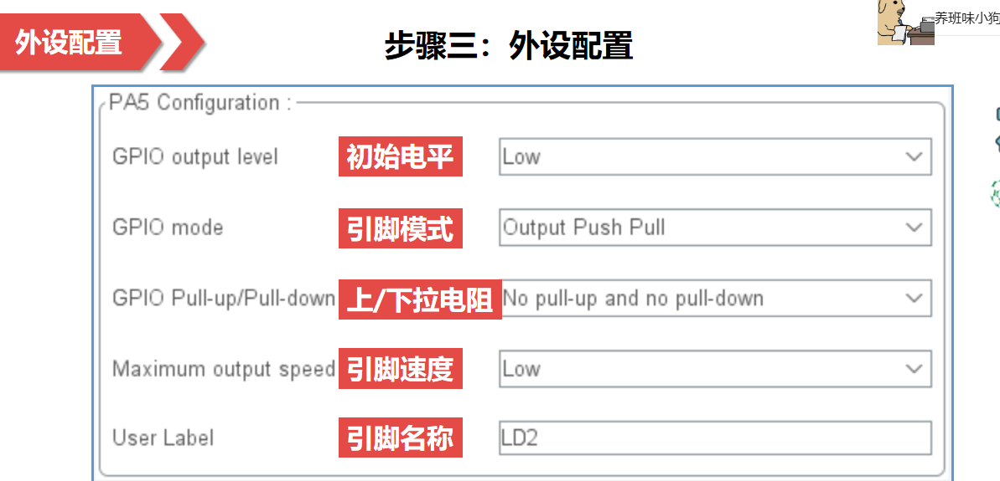 养班味小狗
外设配置
步骤三：外设配置
PA5 Configuration :
GPIO output level 初始电平 Low
GPIO mode 引脚模式 Output Push Pull
GPIO Pull-up/Pull-down 上/下拉电阻 No pull-up and no pull-down
Maximum output speed 引脚速度 Low
User Label 引脚名称 LD2